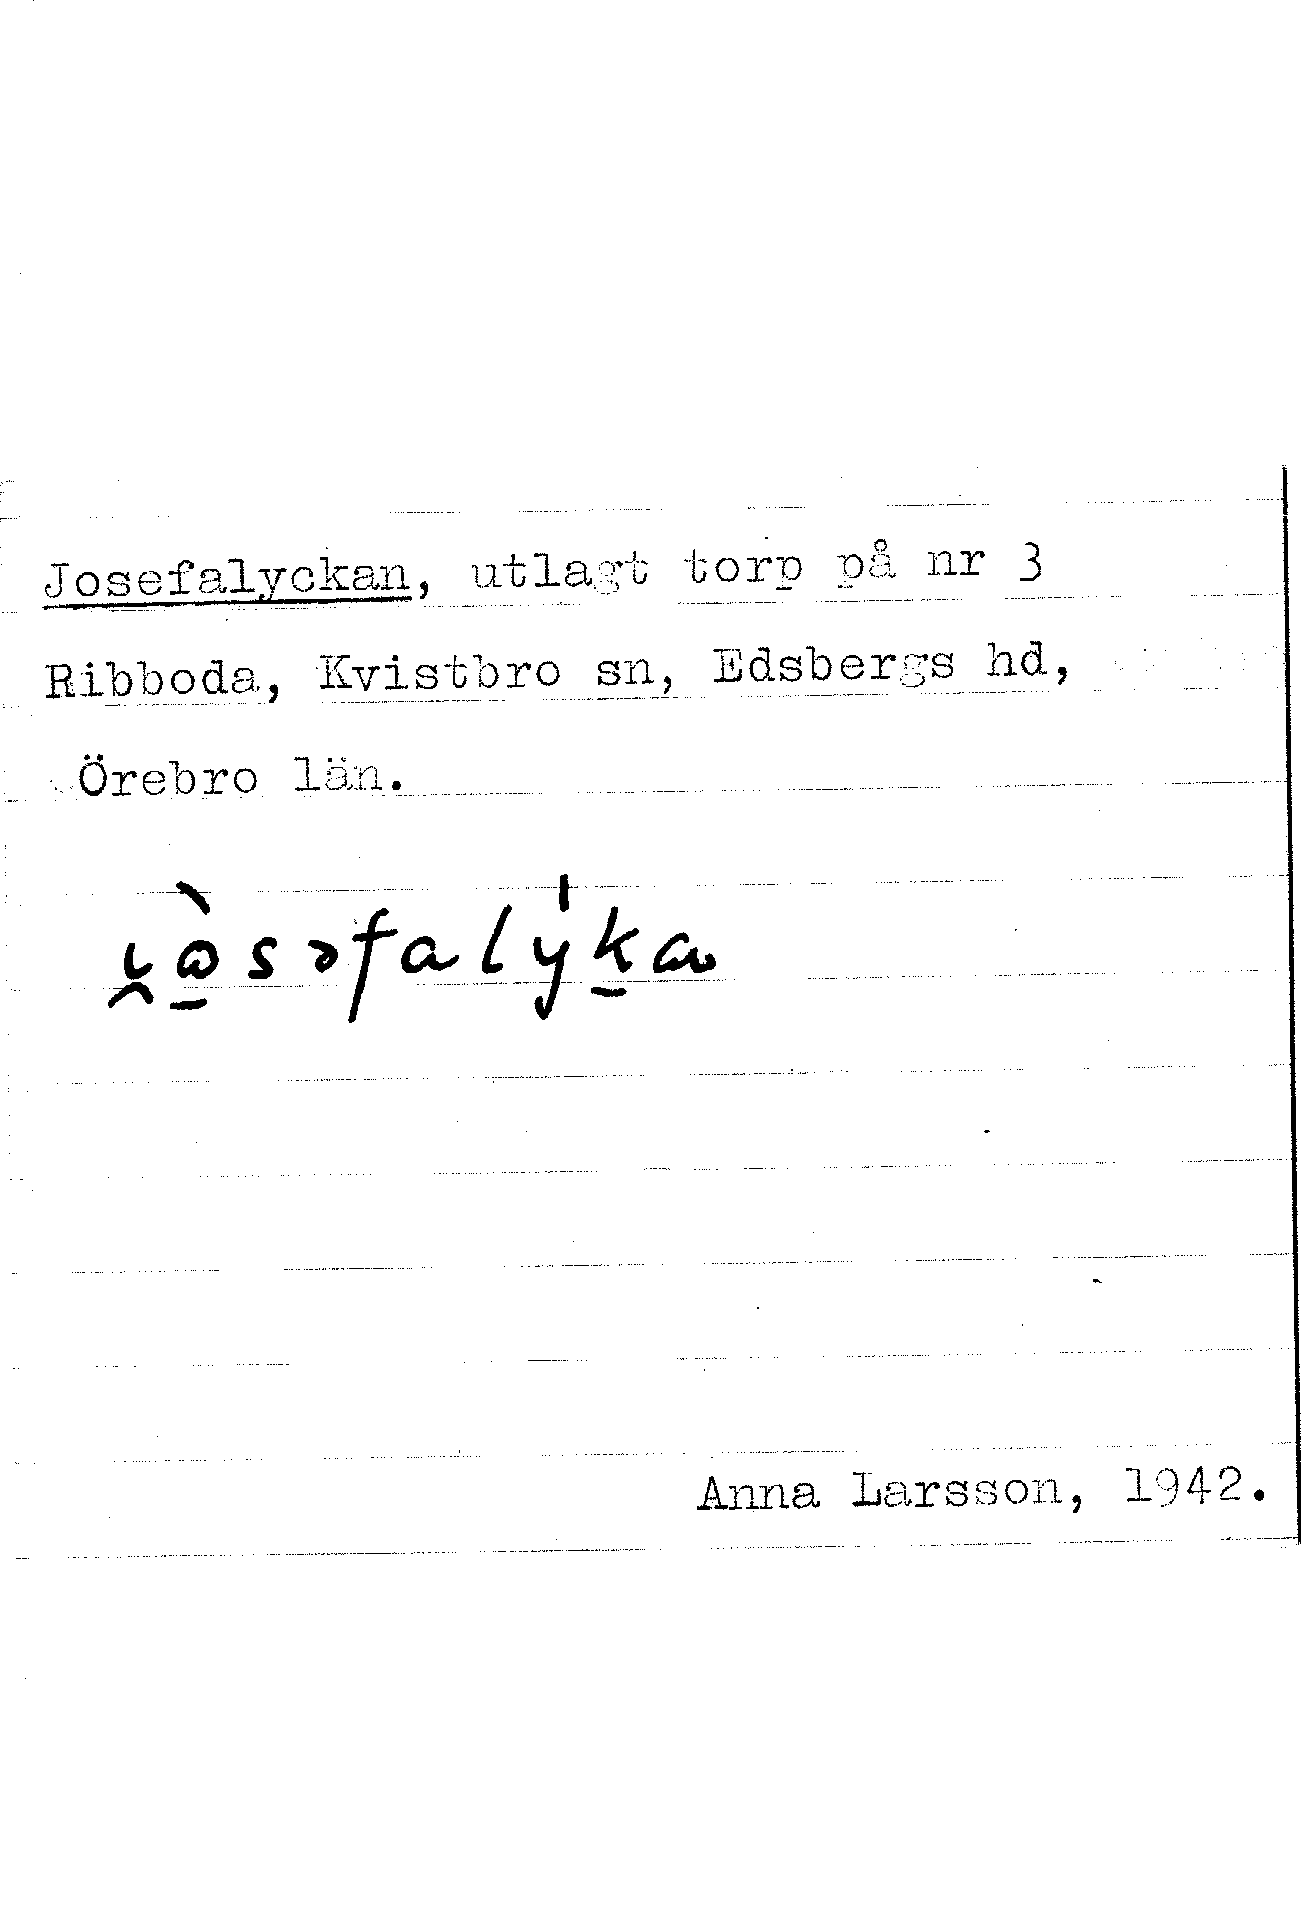 Josefalyckan, utlagt torp på nr 3
Ribboda, Kvistbro sn, Edsbergs hd,
Örebro län.
Anna Larsson, 1942.